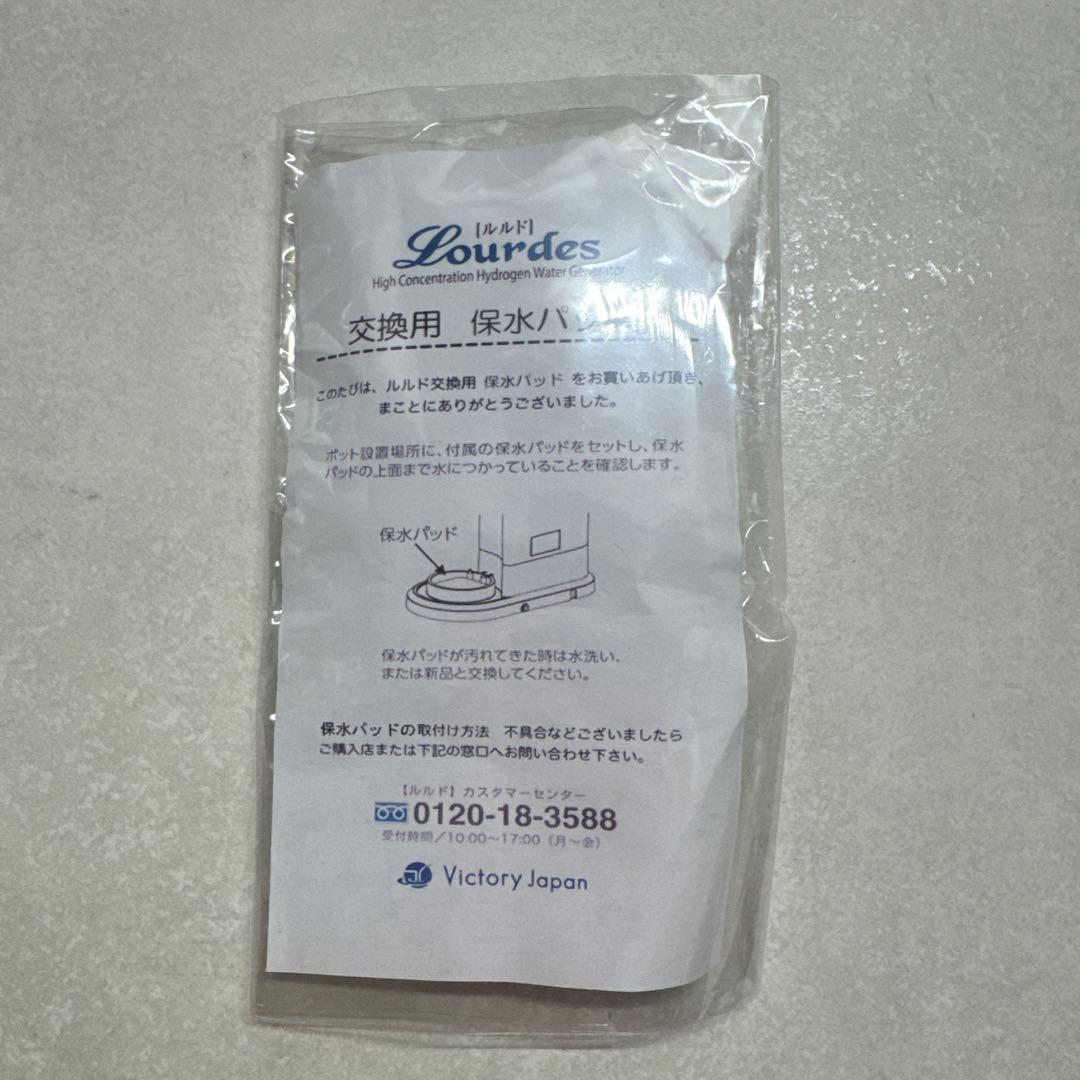 [ルルド]
Lourdes
High Concentration Hydrogen Water Generator
交換用 保水パッ
このたびは、ルルド交換用 保水パッド をお買いあげ頂き、
まことにありがとうございました。
ポット設置場所に、付属の保水パッドをセットし、保水
パッドの上面まで水につかっていることを確認します。
保水パッド
保水パッドが汚れてきた時は水洗い、
または新品と交換してください。
保水パッドの取付け方法 不具合などございましたら
ご購入店または下記の窓口へお問い合わせ下さい。
【ルルド】カスタマーセンター
0120-18-3588
受付時間/10:00～17:00（月～金）
Victory Japan